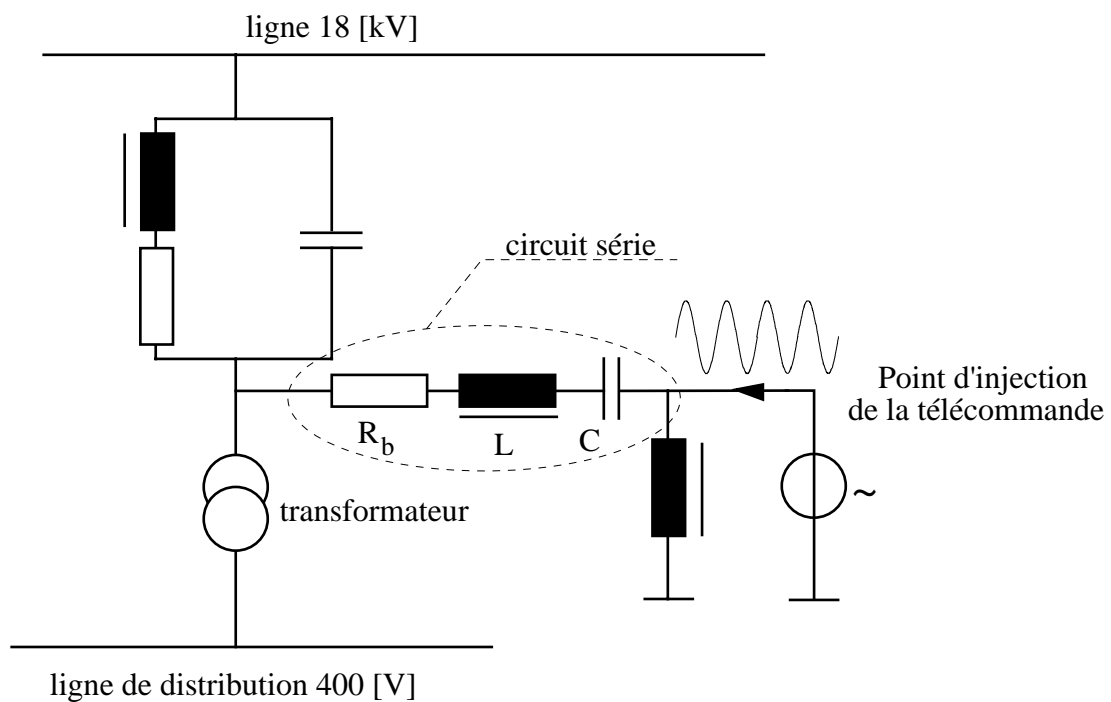 ligne 18 [kV]
circuit série
Point d'injection
de la télécommande
R_b
L
C
~
transformateur
ligne de distribution 400 [V]